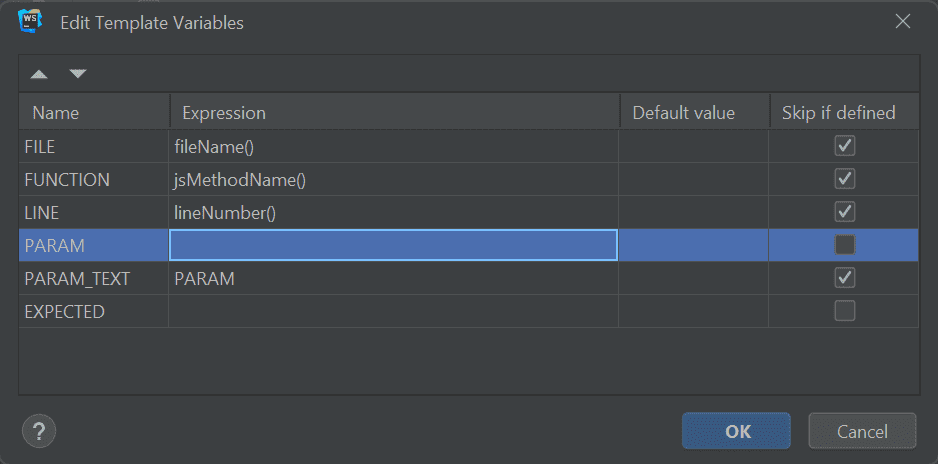 WS
Edit Template Variables
Name Expression Default value Skip if defined
FILE fileName()
FUNCTION jsMethodName()
LINE lineNumber()
PARAM
PARAM_TEXT PARAM
EXPECTED
? OK Cancel